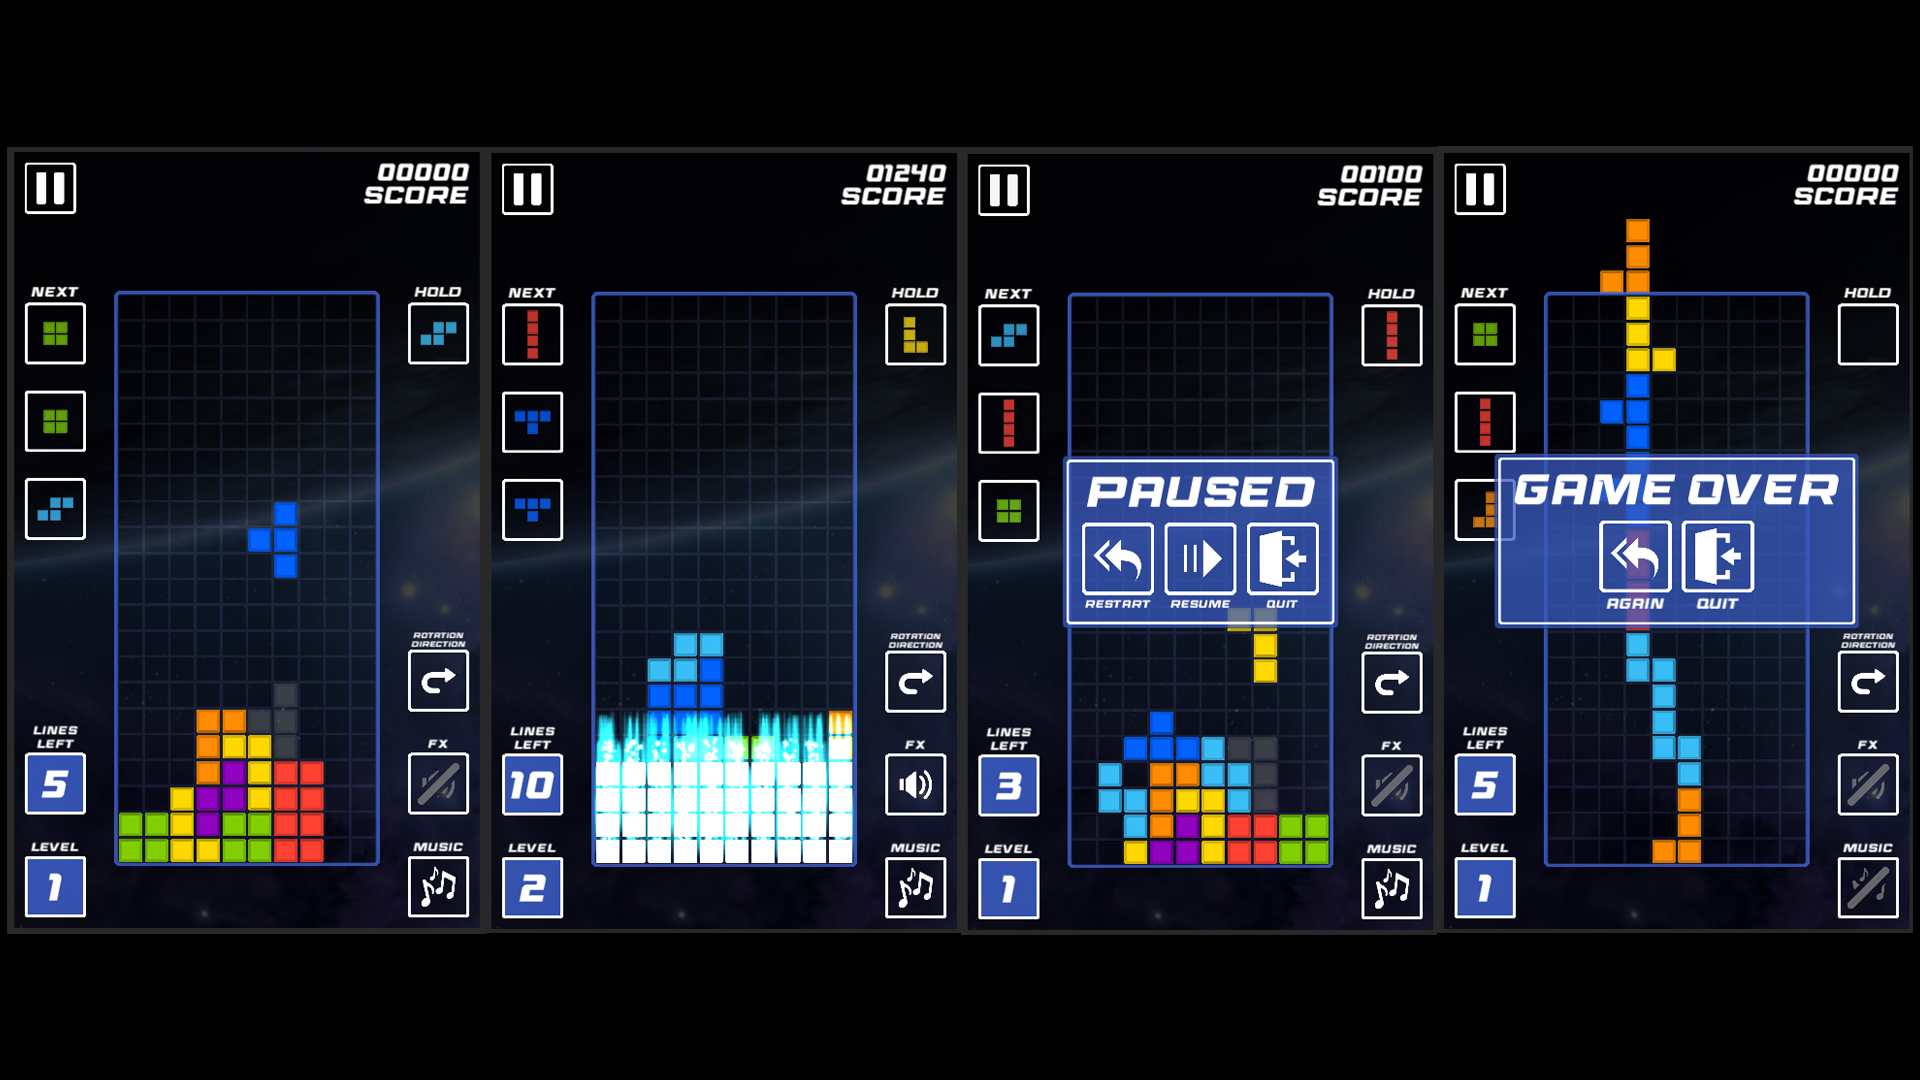 00000
SCORE
NEXT
HOLD
ROTATION
DIRECTION
LINES
LEFT
5
FX
LEVEL
1
MUSIC
01240
SCORE
NEXT
HOLD
ROTATION
DIRECTION
LINES
LEFT
10
FX
LEVEL
2
MUSIC
00100
SCORE
NEXT
HOLD
PAUSED
RESTART RESUME QUIT
ROTATION
DIRECTION
LINES
LEFT
3
FX
LEVEL
1
MUSIC
00000
SCORE
NEXT
HOLD
GAME OVER
AGAIN QUIT
ROTATION
DIRECTION
LINES
LEFT
5
FX
LEVEL
1
MUSIC